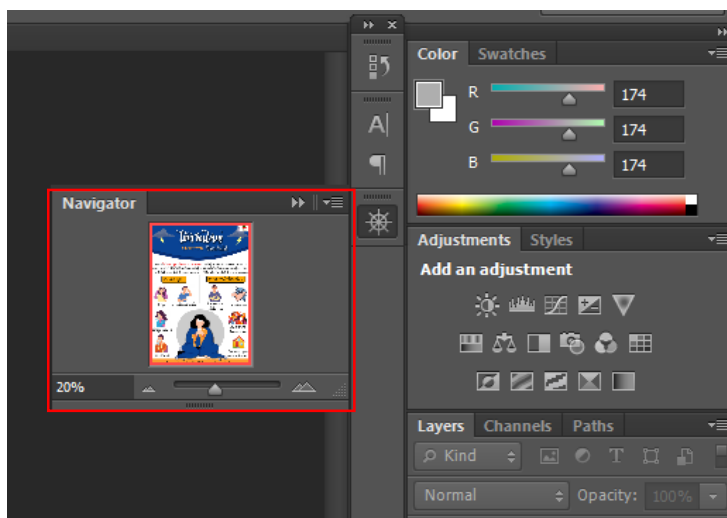 Color Swatches
R 174
G 174
B 174
Navigator
20%
Adjustments Styles
Add an adjustment
Layers Channels Paths
Kind
Normal Opacity: 100%